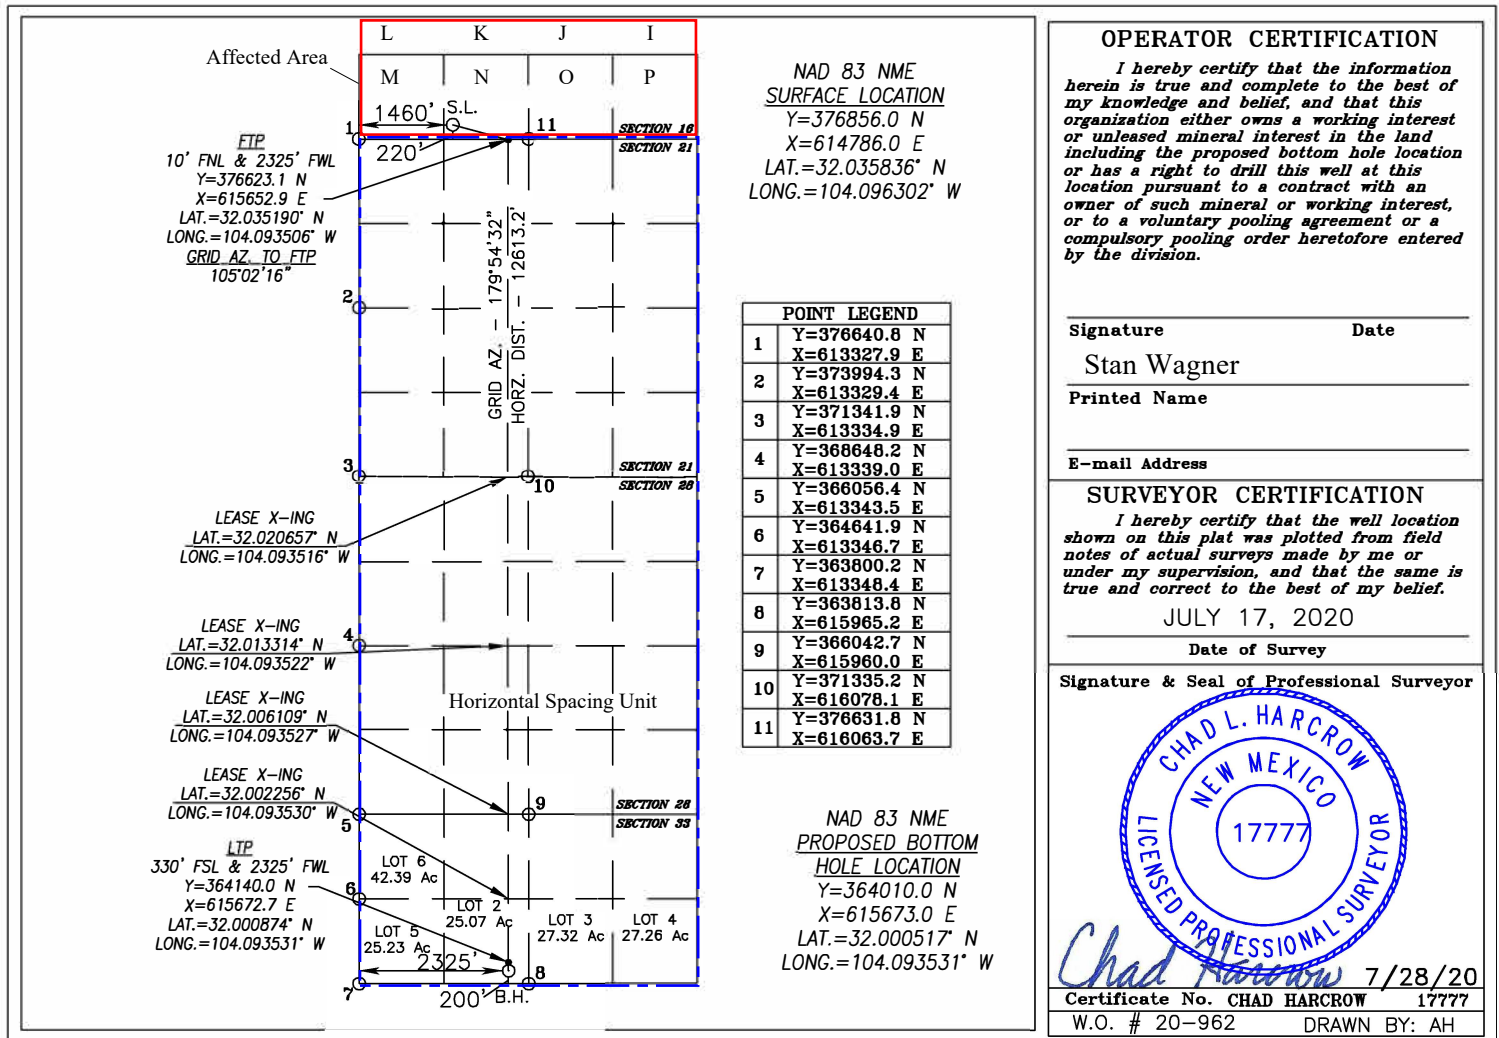 L K J I
Affected Area
M N O P
1460' S.L.
1 11 SECTION 16
220' SECTION 21
FTP
10' FNL & 2325' FWL
Y=376623.1 N
X=615652.9 E
LAT.=32.035190° N
LONG.=104.093506° W
GRID AZ. TO FTP
105°02'16"
GRID AZ. – 179°54'32"
HORZ. DIST. – 12613.2'
2
3 SECTION 21
10 SECTION 28
LEASE X-ING
LAT.=32.020657° N
LONG.=104.093516° W
LEASE X-ING
LAT.=32.013314° N
LONG.=104.093522° W
4
LEASE X-ING
LAT.=32.006109° N
LONG.=104.093527° W
Horizontal Spacing Unit
LEASE X-ING
LAT.=32.002256° N
LONG.=104.093530° W
9 SECTION 28
5 SECTION 33
LTP
330' FSL & 2325' FWL
Y=364140.0 N
X=615672.7 E
LAT.=32.000874° N
LONG.=104.093531° W
LOT 6
42.39 Ac
6
LOT 2
25.07 Ac
LOT 3
27.32 Ac
LOT 4
27.26 Ac
LOT 5
25.23 Ac
2325'
7 8
200' B.H.
NAD 83 NME
SURFACE LOCATION
Y=376856.0 N
X=614786.0 E
LAT.=32.035836° N
LONG.=104.096302° W
POINT LEGEND
1 Y=376640.8 N
X=613327.9 E
2 Y=373994.3 N
X=613329.4 E
3 Y=371341.9 N
X=613334.9 E
4 Y=368648.2 N
X=613339.0 E
5 Y=366056.4 N
X=613343.5 E
6 Y=364641.9 N
X=613346.7 E
7 Y=363800.2 N
X=613348.4 E
8 Y=363813.8 N
X=615965.2 E
9 Y=366042.7 N
X=615960.0 E
10 Y=371335.2 N
X=616078.1 E
11 Y=376631.8 N
X=616063.7 E
NAD 83 NME
PROPOSED BOTTOM
HOLE LOCATION
Y=364010.0 N
X=615673.0 E
LAT.=32.000517° N
LONG.=104.093531° W
OPERATOR CERTIFICATION
I hereby certify that the information
herein is true and complete to the best of
my knowledge and belief, and that this
organization either owns a working interest
or unleased mineral interest in the land
including the proposed bottom hole location
or has a right to drill this well at this
location pursuant to a contract with an
owner of such mineral or working interest,
or to a voluntary pooling agreement or a
compulsory pooling order heretofore entered
by the division.
Signature Date
Stan Wagner
Printed Name
E-mail Address
SURVEYOR CERTIFICATION
I hereby certify that the well location
shown on this plat was plotted from field
notes of actual surveys made by me or
under my supervision, and that the same is
true and correct to the best of my belief.
JULY 17, 2020
Date of Survey
Signature & Seal of Professional Surveyor
CHAD L. HARCROW
NEW MEXICO
17777
LICENSED PROFESSIONAL SURVEYOR
Chad Harcrow 7/28/20
Certificate No. CHAD HARCROW 17777
W.O. # 20-962 DRAWN BY: AH